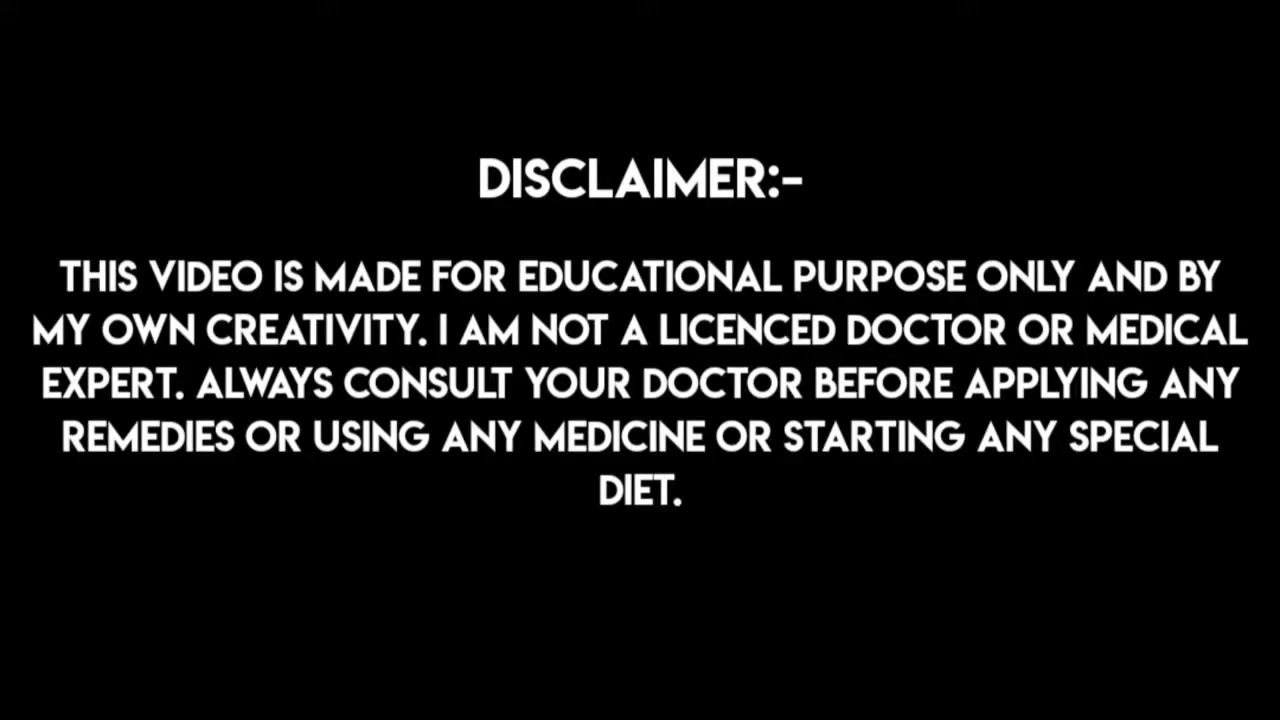 DISCLAIMER:-
THIS VIDEO IS MADE FOR EDUCATIONAL PURPOSE ONLY AND BY
MY OWN CREATIVITY. I AM NOT A LICENCED DOCTOR OR MEDICAL
EXPERT. ALWAYS CONSULT YOUR DOCTOR BEFORE APPLYING ANY
REMEDIES OR USING ANY MEDICINE OR STARTING ANY SPECIAL
DIET.